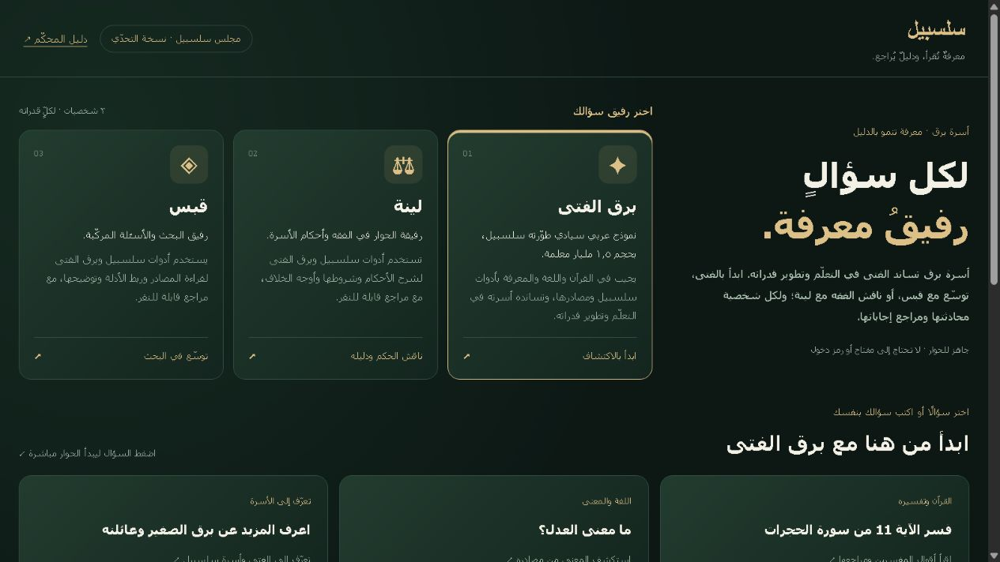 سلسبيل
معرفةٌ تُقرأ، ودليلٌ يُراجع.
مجلس سلسبيل · نسخة التحدّي
دليل المحكّم ↗
أسرة برق · معرفة تنمو بالدليل
لكل سؤالٍ
رفيقُ معرفة.
أسرة برق تساند الفتى في التعلّم وتطوير قدراته. ابدأ بالفتى،
توسّع مع قبس، أو ناقش الفقه مع لينة؛ ولكل شخصية
محادثتها ومراجع إجاباتها.
جاهز للحوار · لا تحتاج إلى مفتاح أو رمز دخول
اختر رفيق سؤالك
٣ شخصيات · لكلٍّ قدراته
01
برق الفتى
نموذج عربي سيادي طوّرته سلسبيل،
بحجم ١,٥ مليار معلمة.
يجيب في القرآن واللغة والمعرفة بأدوات
سلسبيل ومصادرها، وتسانده أسرته في
التعلّم وتطوير قدراته.
ابدأ بالاكتشاف ↗
02
لينة
رفيقة الحوار في الفقه وأحكام الأسرة.
تستخدم أدوات سلسبيل وبرق الفتى
لشرح الأحكام وشروطها وأوجه الخلاف،
مع مراجع قابلة للنقر.
ناقش الحكم ودليله ↗
03
قبس
رفيق البحث والأسئلة المركّبة.
يستخدم أدوات سلسبيل وبرق الفتى
لقراءة المصادر وربط الأدلة وتوضيحها، مع
مراجع قابلة للنقر.
توسّع في البحث ↗
اختر سؤالًا أو اكتب سؤالك بنفسك
ابدأ من هنا مع برق الفتى
اضغط السؤال ليبدأ الحوار مباشرة ↙
القرآن وتفسيره
فسر الآية 11 من سورة الحجرات
اقرأ أقوال المفسرين ومراجعها ↙
اللغة والمعنى
ما معنى العدل؟
استكشف المعنى من مصادره ↙
تعرّف إلى الأسرة
اعرف المزيد عن برق الصغير وعائلته
تعرّف إلى الفتى وأسرة سلسبيل ↙